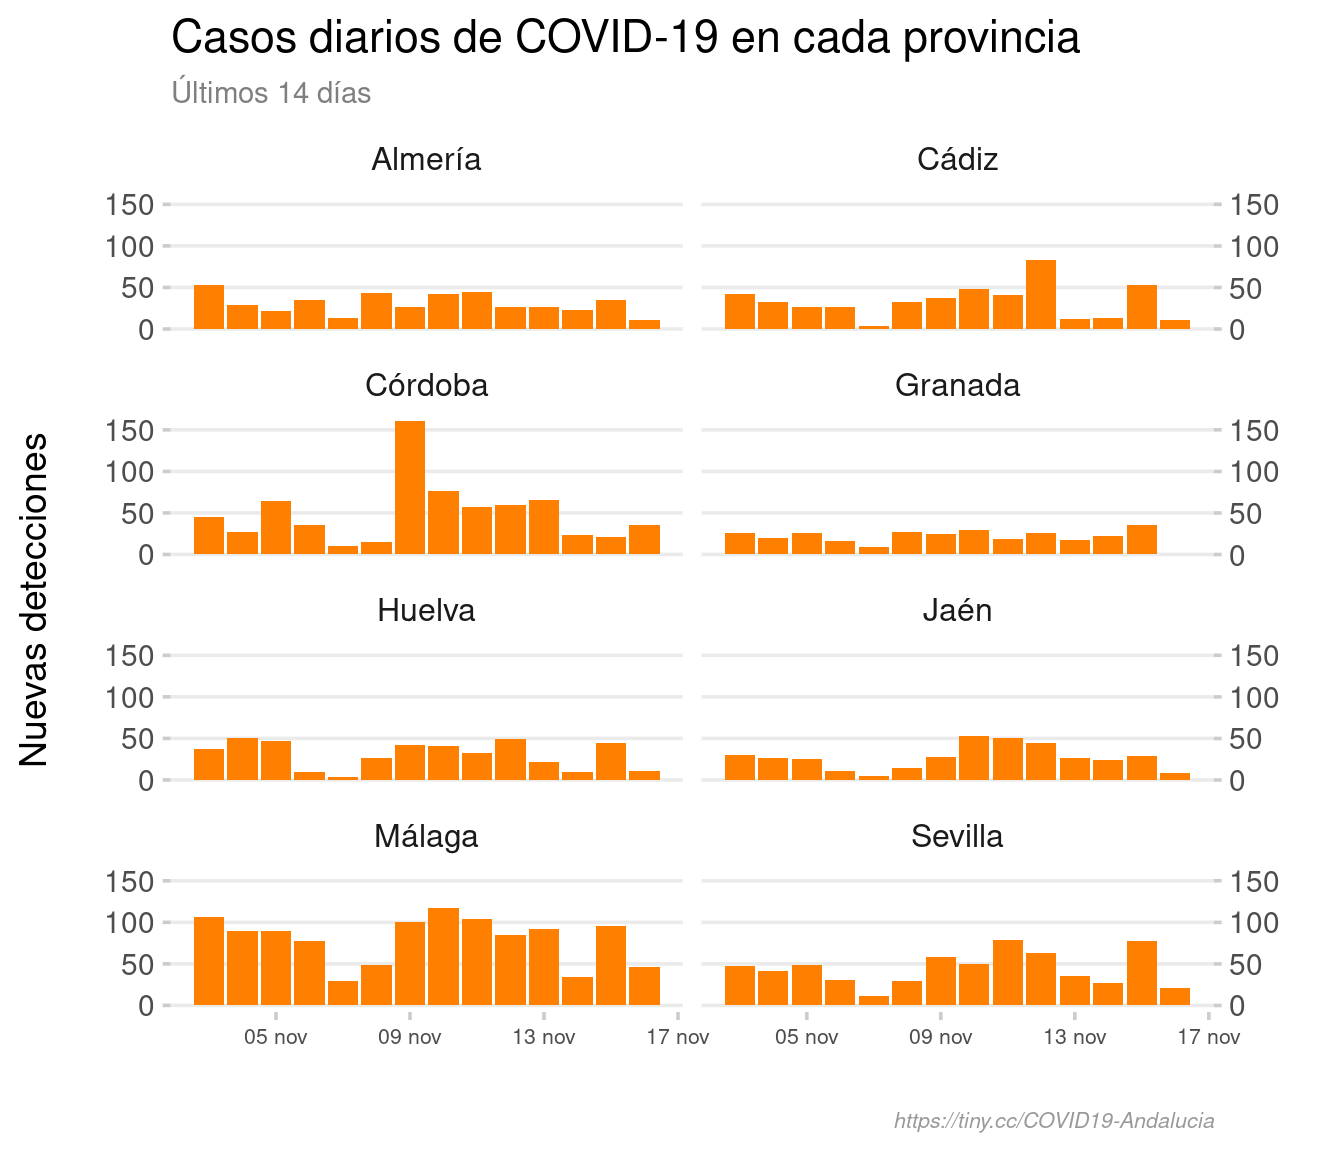 Casos diarios de COVID-19 en cada provincia
Últimos 14 días
Almería
Cádiz
150
100
50
0
150
100
50
0
Córdoba
Granada
150
100
50
0
150
100
50
0
Huelva
Jaén
150
100
50
0
150
100
50
0
Málaga
Sevilla
150
100
50
0
150
100
50
0
05 nov 09 nov 13 nov 17 nov
05 nov 09 nov 13 nov 17 nov
Nuevas detecciones
https://tiny.cc/COVID19-Andalucia